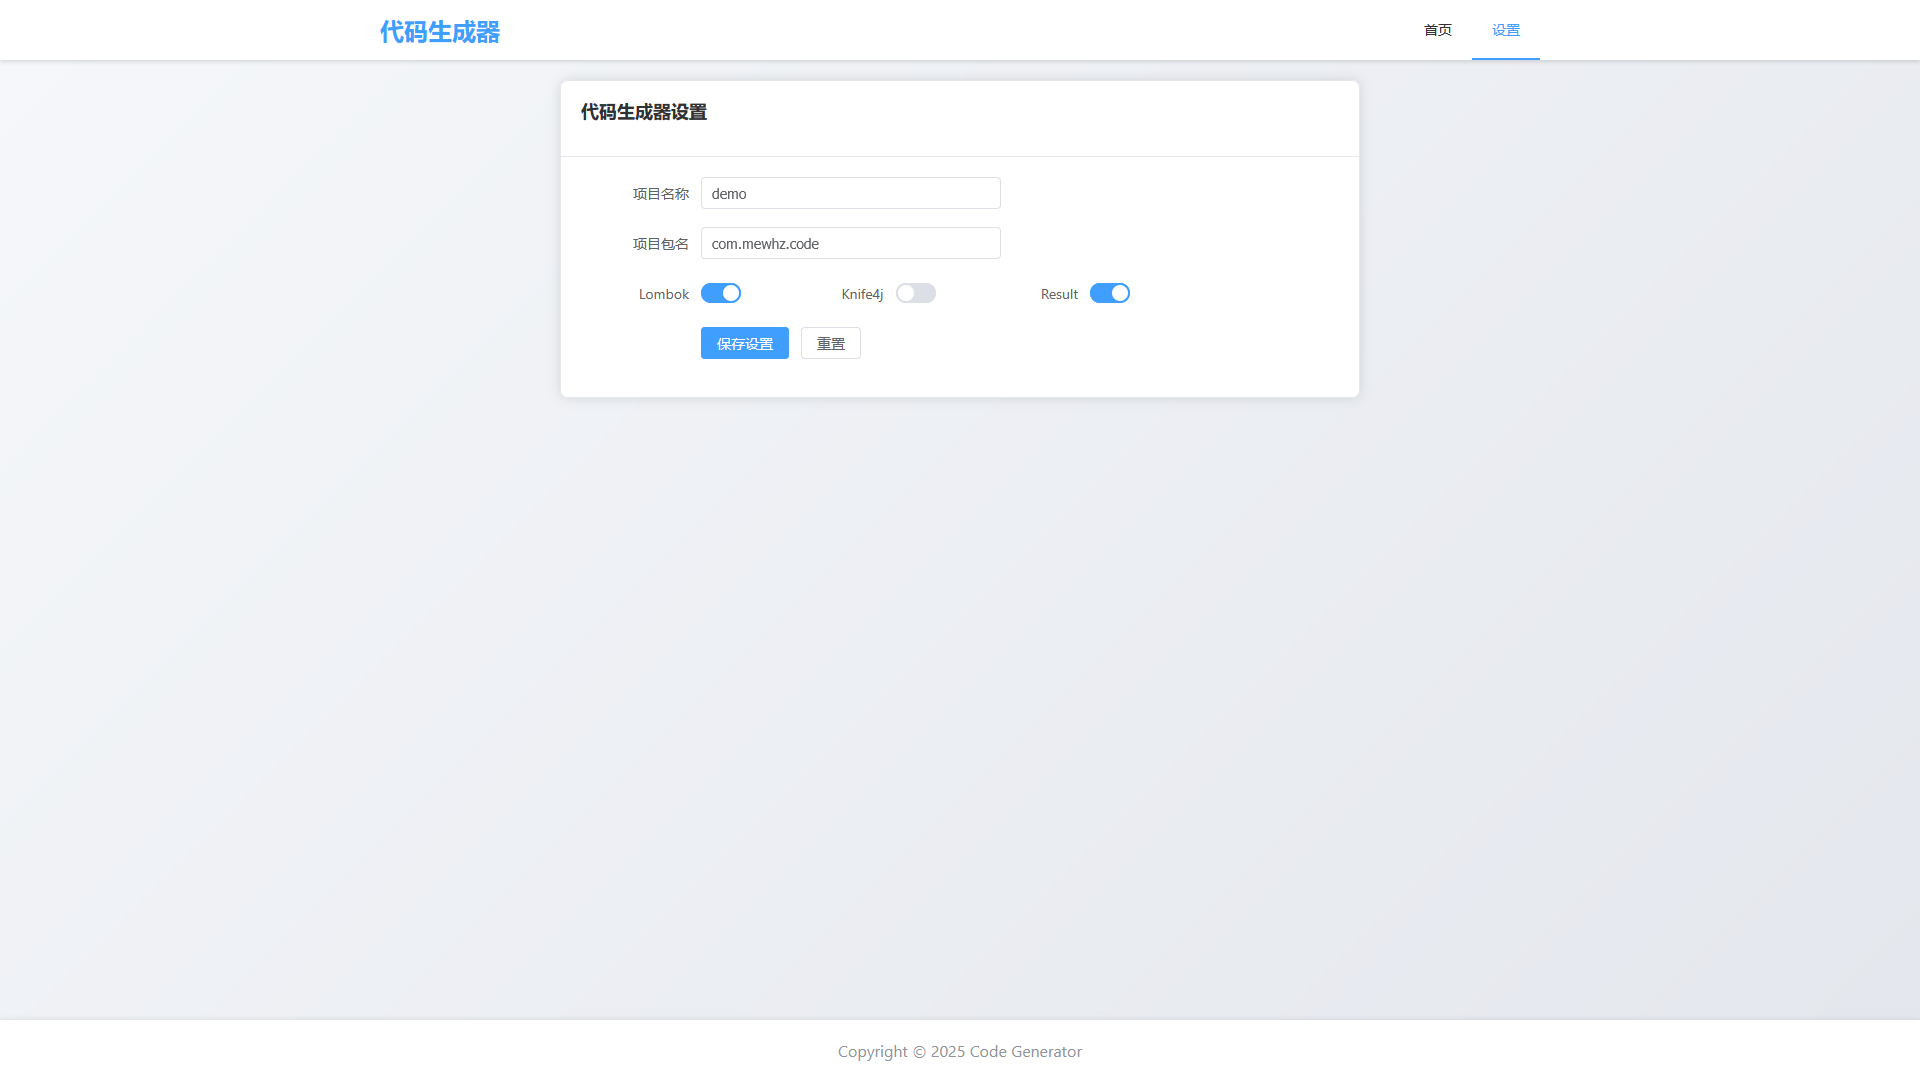 代码生成器
首页 设置
代码生成器设置
项目名称 demo
项目包名 com.mewhz.code
Lombok Knife4j Result
保存设置 重置
Copyright © 2025 Code Generator